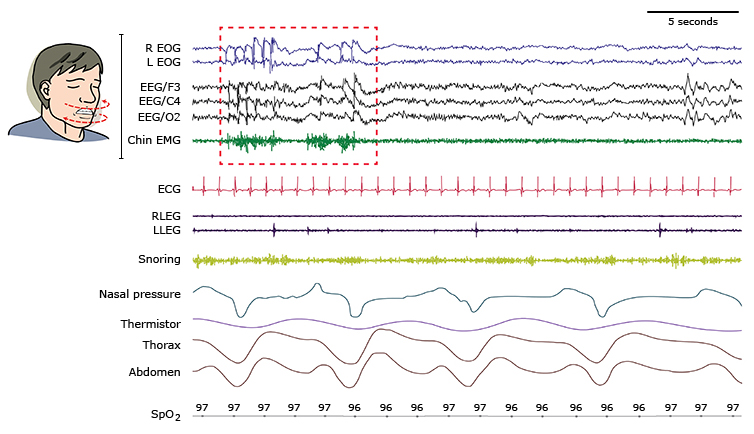 5 seconds
R EOG
L EOG
EEG/F3
EEG/C4
EEG/O2
Chin EMG
ECG
RLEG
LLEG
Snoring
Nasal pressure
Thermistor
Thorax
Abdomen
SpO2 97 97 97 97 97 96 96 96 96 97 96 96 96 96 97 96 97 97